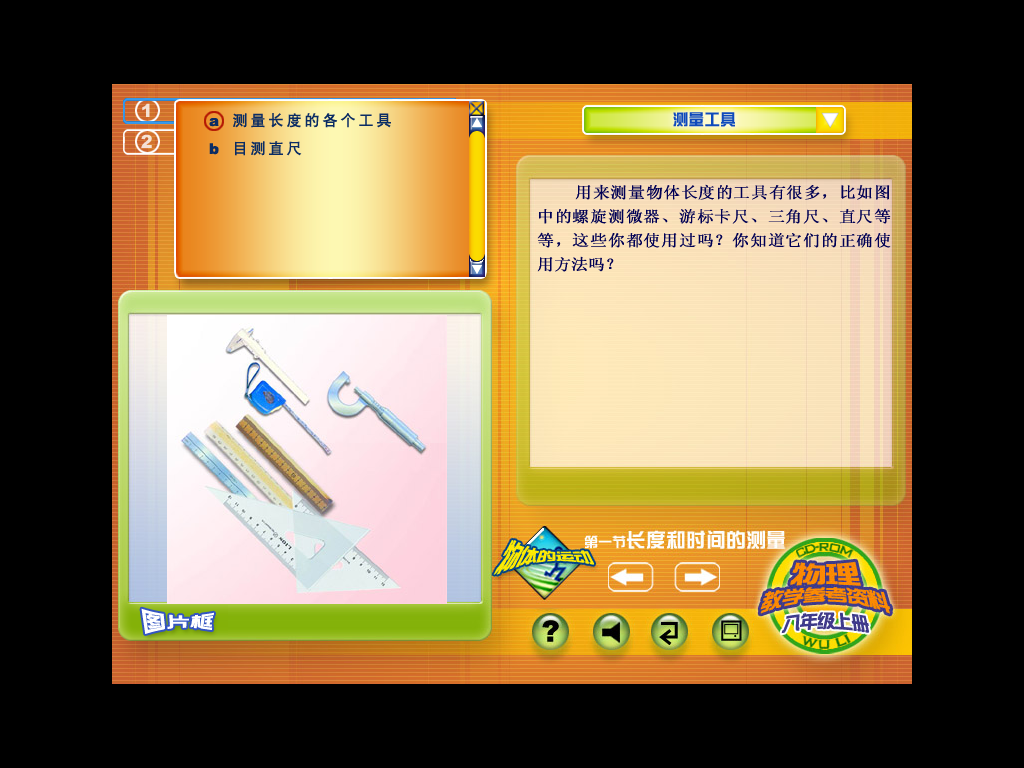 1
2
a 测量长度的各个工具
b 目测直尺
测量工具
用来测量物体长度的工具有很多，比如图
中的螺旋测微器、游标卡尺、三角尺、直尺等
等，这些你都使用过吗？你知道它们的正确使
用方法吗？
图片框
物体的运动
第一节长度和时间的测量
?
CD-ROM
物理
教学参考资料
八年级上册
WU LI